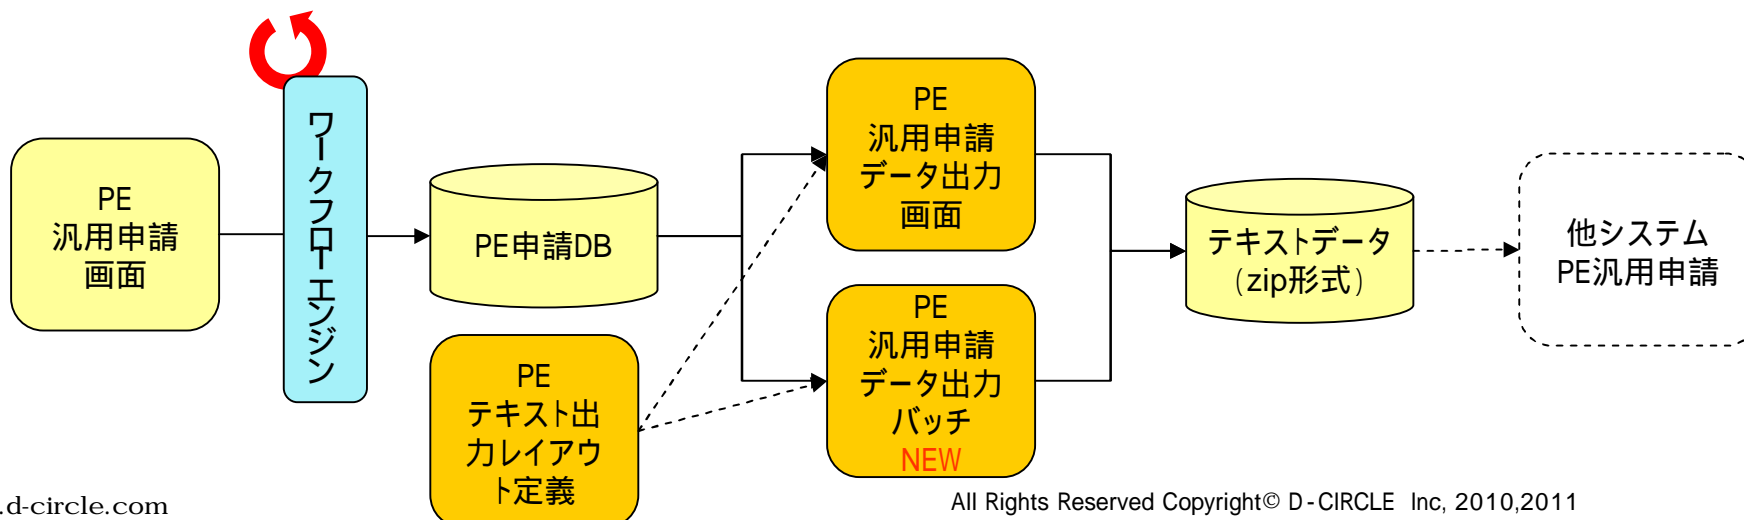 PE
汎用申請
画面
ワークフローエンジン
PE申請DB
PE
テキスト出
力レイアウ
ト定義
PE
汎用申請
データ出力
画面
PE
汎用申請
データ出力
バッチ
NEW
テキストデータ
(zip形式)
他システム
PE汎用申請
.d-circle.com
All Rights Reserved Copyright© D-CIRCLE Inc, 2010,2011